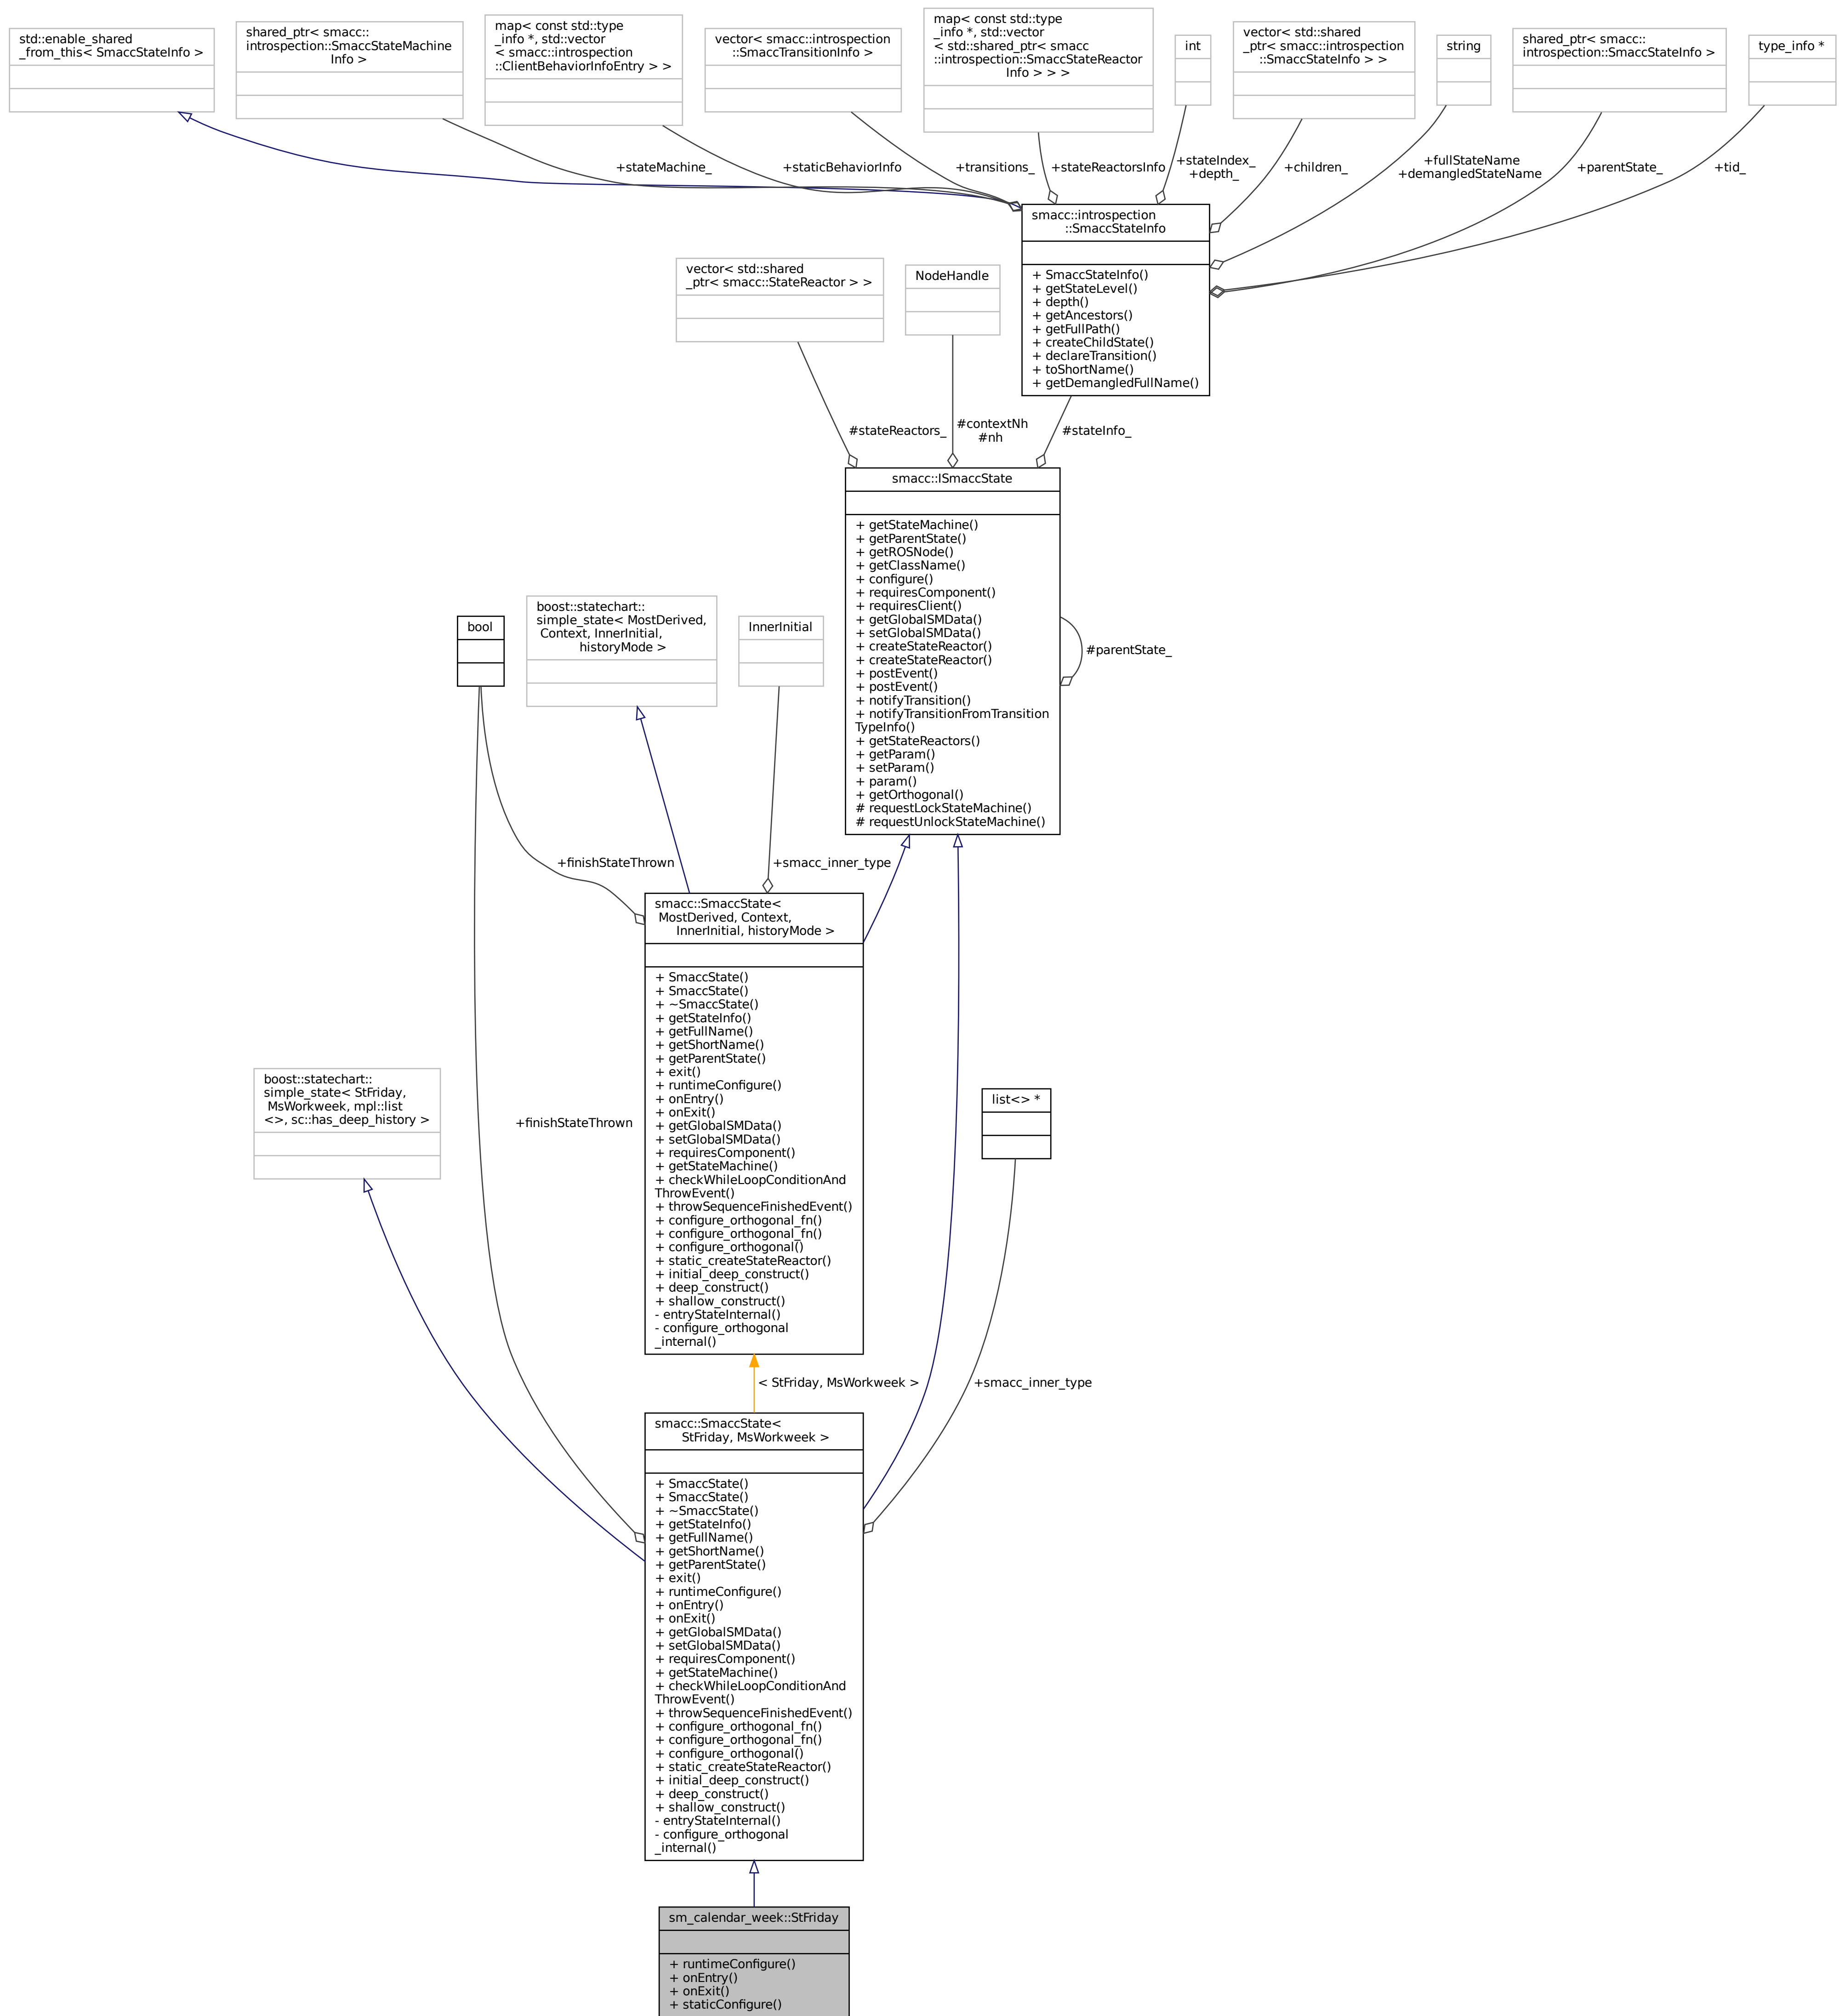 std::enable_shared
_from_this< SmaccStateInfo >
shared_ptr< smacc::
introspection::SmaccStateMachine
Info >
map< const std::type
_info *, std::vector
< smacc::introspection
::ClientBehaviorInfoEntry > >
vector< smacc::introspection
::SmaccTransitionInfo >
map< const std::type
_info *, std::vector
< std::shared_ptr< smacc
::introspection::SmaccStateReactor
Info > > >
int
vector< std::shared
_ptr< smacc::introspection
::SmaccStateInfo > >
string
shared_ptr< smacc::
introspection::SmaccStateInfo >
type_info *
+stateMachine_
+staticBehaviorInfo
+transitions_
+stateReactorsInfo
+stateIndex_
+depth_
+children_
+fullStateName
+demangledStateName
+parentState_
+tid_
smacc::introspection
::SmaccStateInfo
+ SmaccStateInfo()
+ getStateLevel()
+ depth()
+ getAncestors()
+ getFullPath()
+ createChildState()
+ declareTransition()
+ toShortName()
+ getDemangledFullName()
vector< std::shared
_ptr< smacc::StateReactor > >
NodeHandle
#stateReactors_
#contextNh
#nh
#stateInfo_
smacc::ISmaccState
+ getStateMachine()
+ getParentState()
+ getROSNode()
+ getClassName()
+ configure()
+ requiresComponent()
+ requiresClient()
+ getGlobalSMData()
+ setGlobalSMData()
+ createStateReactor()
+ createStateReactor()
+ postEvent()
+ postEvent()
+ notifyTransition()
+ notifyTransitionFromTransition
TypeInfo()
+ getStateReactors()
+ getParam()
+ setParam()
+ param()
+ getOrthogonal()
# requestLockStateMachine()
# requestUnlockStateMachine()
#parentState_
bool
boost::statechart::
simple_state< MostDerived,
Context, InnerInitial,
historyMode >
InnerInitial
+finishStateThrown
+smacc_inner_type
smacc::SmaccState<
MostDerived, Context,
InnerInitial, historyMode >
+ SmaccState()
+ SmaccState()
+ ~SmaccState()
+ getStateInfo()
+ getFullName()
+ getShortName()
+ getParentState()
+ exit()
+ runtimeConfigure()
+ onEntry()
+ onExit()
+ getGlobalSMData()
+ setGlobalSMData()
+ requiresComponent()
+ getStateMachine()
+ checkWhileLoopConditionAnd
ThrowEvent()
+ throwSequenceFinishedEvent()
+ configure_orthogonal_fn()
+ configure_orthogonal_fn()
+ configure_orthogonal()
+ static_createStateReactor()
+ initial_deep_construct()
+ deep_construct()
+ shallow_construct()
- entryStateInternal()
- configure_orthogonal
_internal()
boost::statechart::
simple_state< StFriday,
MsWorkweek, mpl::list
<>, sc::has_deep_history >
+finishStateThrown
list<> *
< StFriday, MsWorkweek >
+smacc_inner_type
smacc::SmaccState<
StFriday, MsWorkweek >
+ SmaccState()
+ SmaccState()
+ ~SmaccState()
+ getStateInfo()
+ getFullName()
+ getShortName()
+ getParentState()
+ exit()
+ runtimeConfigure()
+ onEntry()
+ onExit()
+ getGlobalSMData()
+ setGlobalSMData()
+ requiresComponent()
+ getStateMachine()
+ checkWhileLoopConditionAnd
ThrowEvent()
+ throwSequenceFinishedEvent()
+ configure_orthogonal_fn()
+ configure_orthogonal_fn()
+ configure_orthogonal()
+ static_createStateReactor()
+ initial_deep_construct()
+ deep_construct()
+ shallow_construct()
- entryStateInternal()
- configure_orthogonal
_internal()
sm_calendar_week::StFriday
+ runtimeConfigure()
+ onEntry()
+ onExit()
+ staticConfigure()